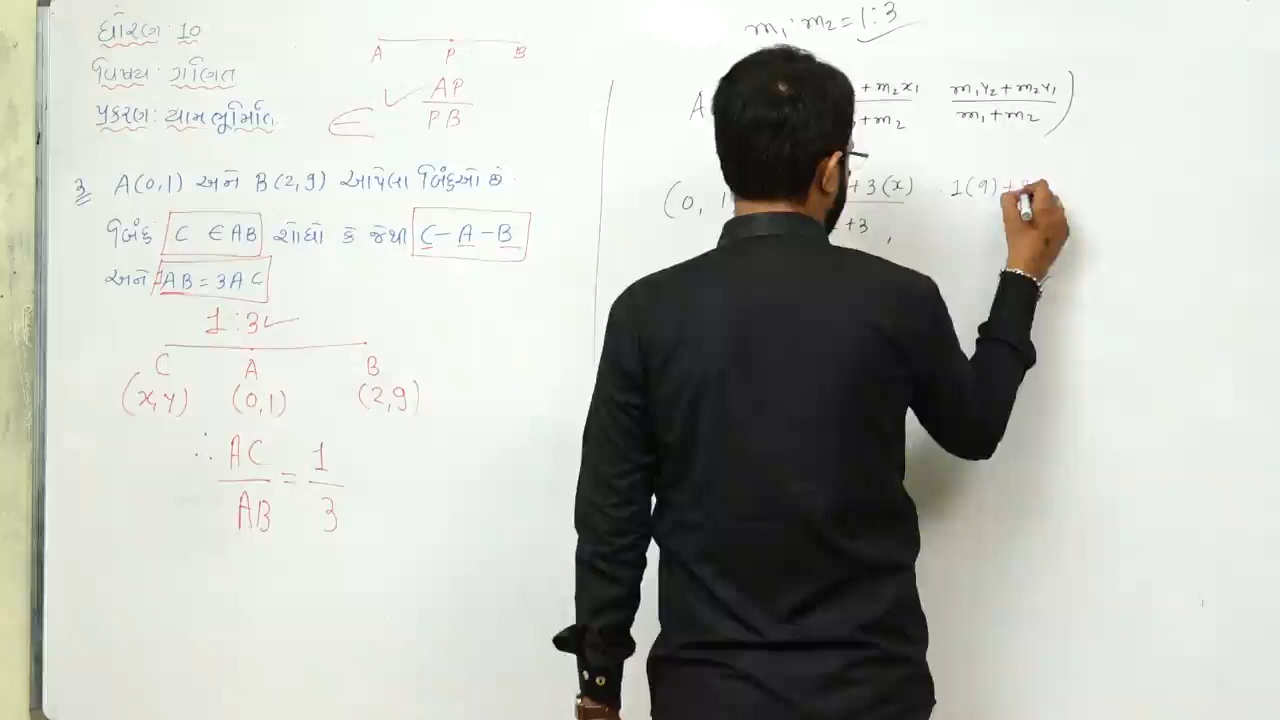 ધોરણ: 10
વિષય: ગણિત
પ્રકરણ: યામભૂમિતિ
A P B
AP
PB
∈
3 A(0,1) અને B(2,9) આપેલા બિંદુઓ છે.
બિંદુ C ∈ AB શોધો કે જેથી C-A-B
અને AB = 3AC
1 : 3
C A B
(x,y) (0,1) (2,9)
∴ AC/AB = 1/3
m₁ : m₂ = 1 : 3
A + m₂x₁ m₁y₂ + m₂y₁ )
m₂ m₁ + m₂
(0, 1 + 3(x) 1(9) +
+3 ,